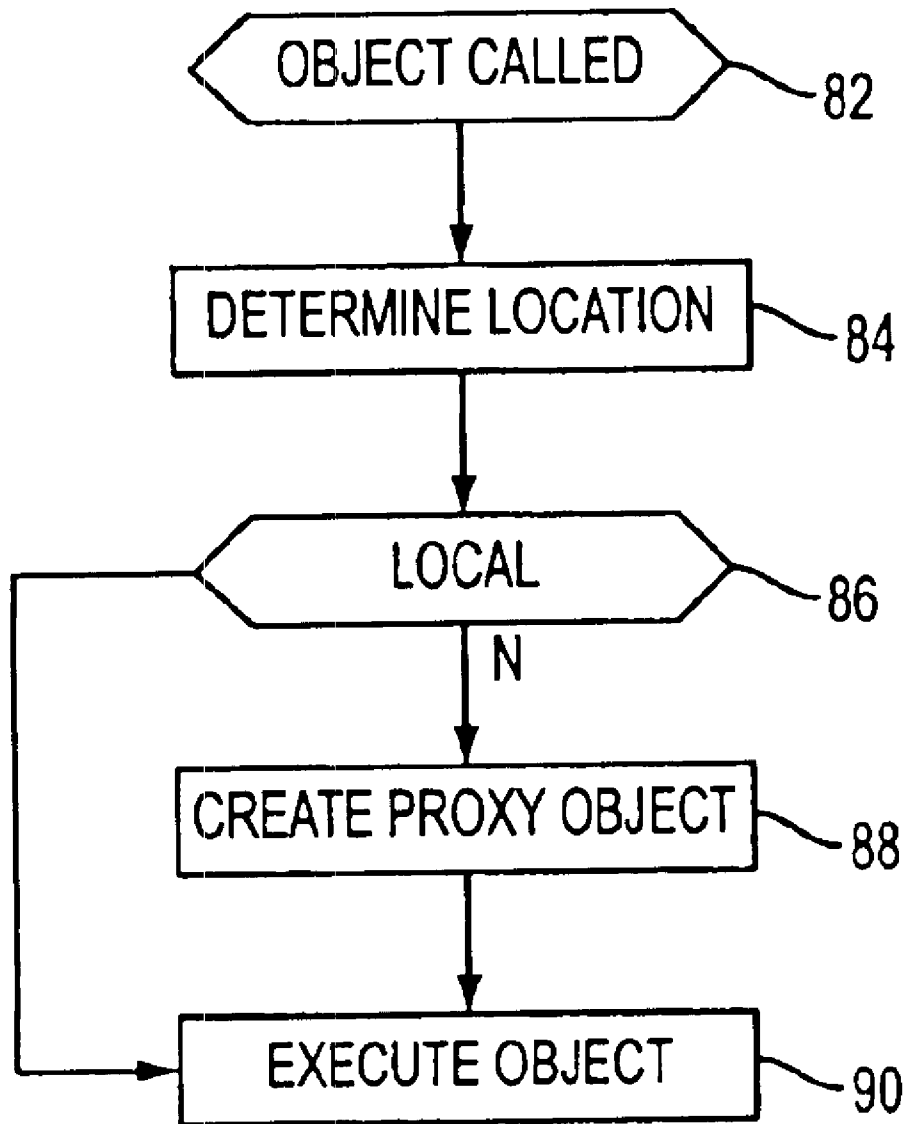 OBJECT CALLED
82
DETERMINE LOCATION
84
LOCAL
86
N
CREATE PROXY OBJECT
88
EXECUTE OBJECT
90